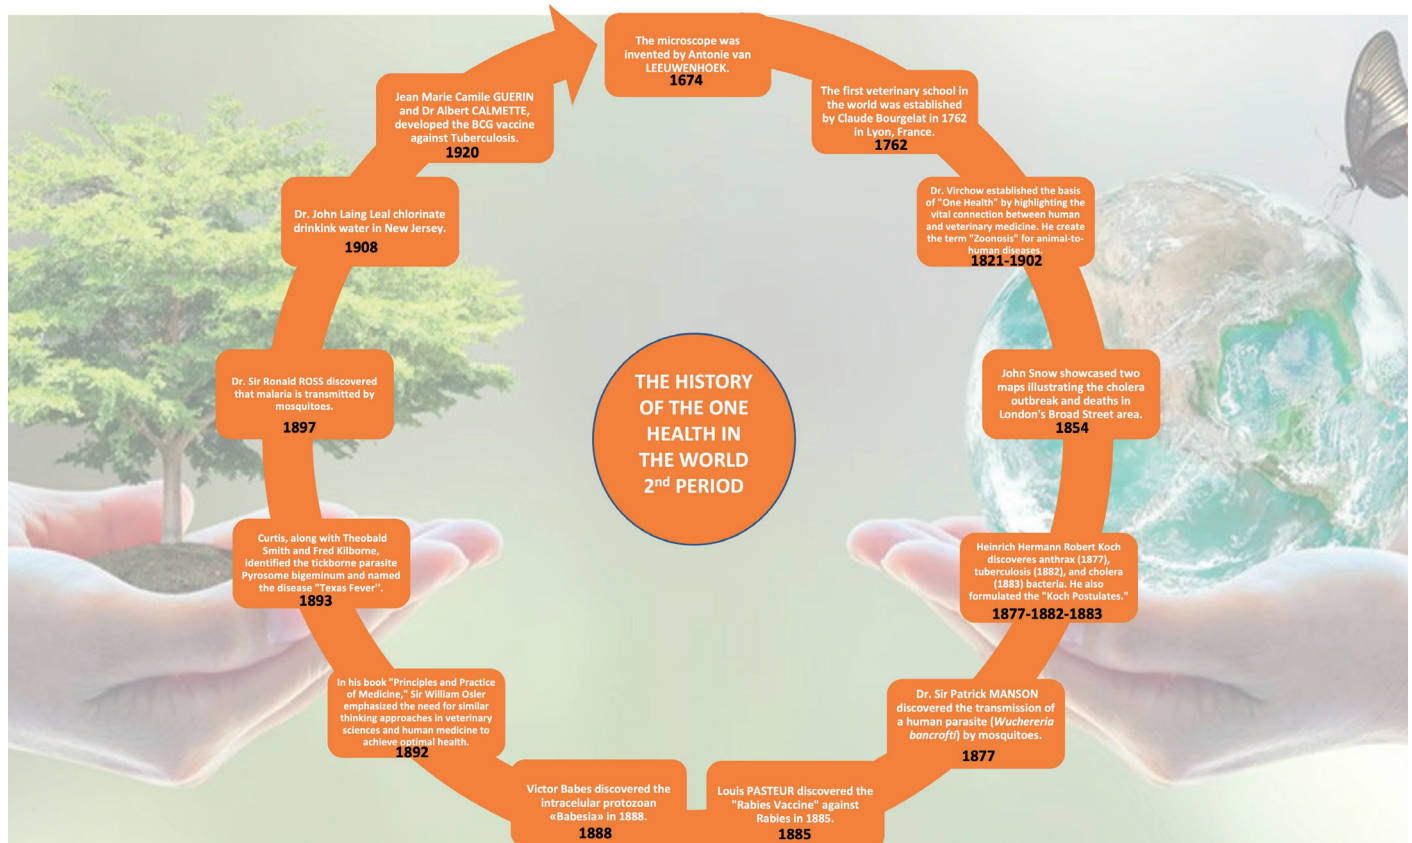 The microscope was
invented by Antonie van
LEEUWENHOEK.
1674
The first veterinary school in
the world was established
by Claude Bourgelat in 1762
in Lyon, France.
1762
Dr. Virchow established the basis
of "One Health" by highlighting the
vital connection between human
and veterinary medicine. He create
the term "Zoonosis" for animal-to-
human diseases.
1821-1902
John Snow showcased two
maps illustrating the cholera
outbreak and deaths in
London's Broad Street area.
1854
Heinrich Hermann Robert Koch
discoveres anthrax (1877),
tuberculosis (1882), and cholera
(1883) bacteria. He also
formulated the "Koch Postulates."
1877-1882-1883
Dr. Sir Patrick MANSON
discovered the transmission of
a human parasite (Wuchereria
bancrofti) by mosquitoes.
1877
Louis PASTEUR discovered the
"Rabies Vaccine" against
Rabies in 1885.
1885
Victor Babes discovered the
intracelular protozoan
«Babesia» in 1888.
1888
In his book "Principles and Practice
of Medicine," Sir William Osler
emphasized the need for similar
thinking approaches in veterinary
sciences and human medicine to
achieve optimal health.
1892
Curtis, along with Theobald
Smith and Fred Kilborne,
identified the tickborne parasite
Pyrosome bigeminum and named
the disease "Texas Fever".
1893
Dr. Sir Ronald ROSS discovered
that malaria is transmitted by
mosquitoes.
1897
Dr. John Laing Leal chlorinate
drinkink water in New Jersey.
1908
Jean Marie Camile GUERIN
and Dr Albert CALMETTE,
developed the BCG vaccine
against Tuberculosis.
1920
THE HISTORY
OF THE ONE
HEALTH IN
THE WORLD
2nd PERIOD